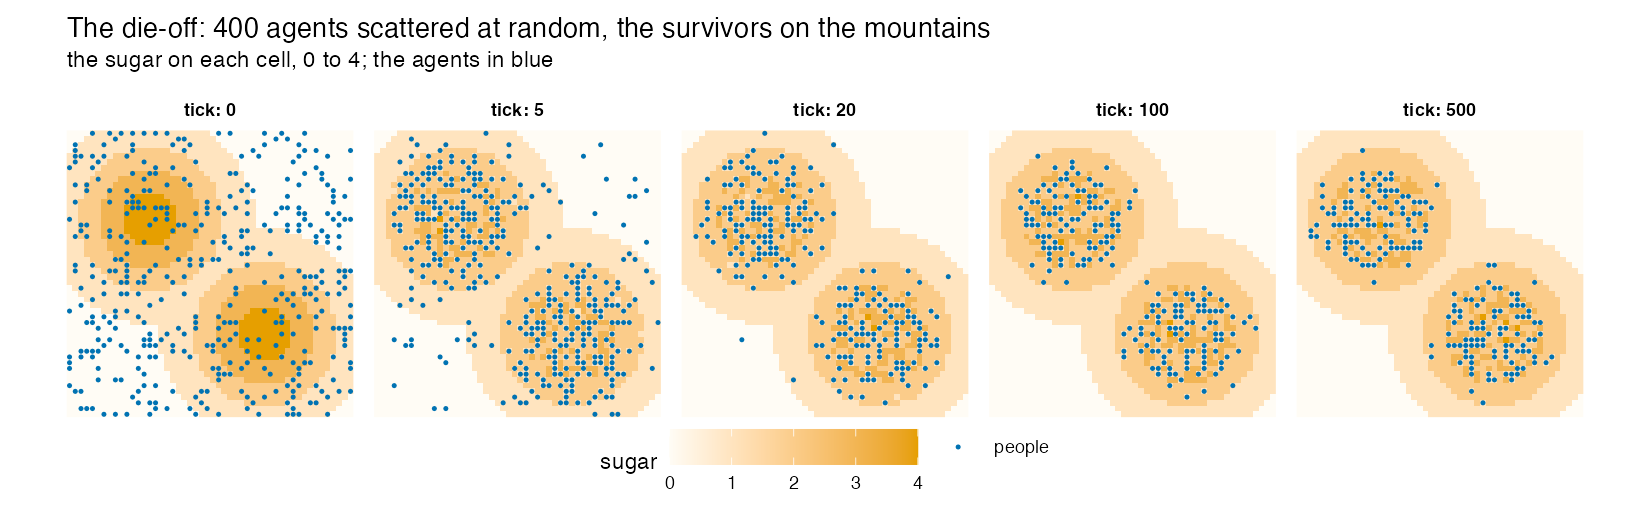 The die-off: 400 agents scattered at random, the survivors on the mountains
the sugar on each cell, 0 to 4; the agents in blue
tick: 0
tick: 5
tick: 20
tick: 100
tick: 500
sugar
0
1
2
3
4
people